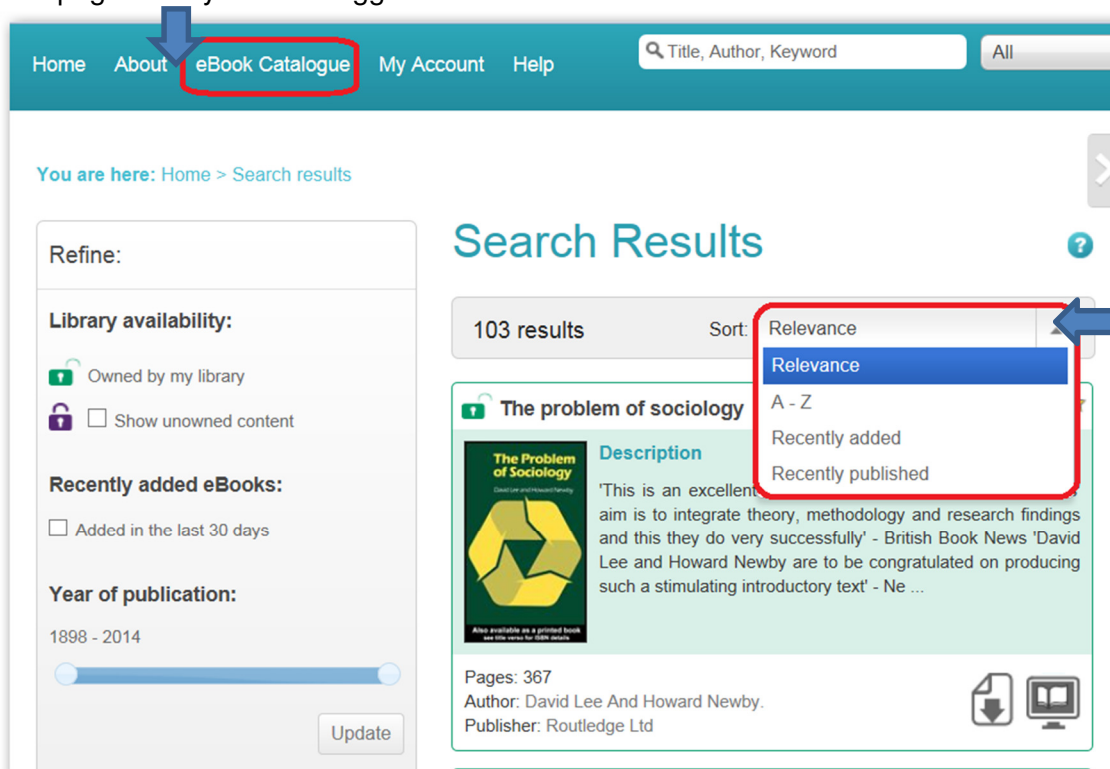 Home About eBook Catalogue My Account Help
Title, Author, Keyword
All
You are here: Home > Search results
Refine:
Library availability:
Owned by my library
Show unowned content
Recently added eBooks:
Added in the last 30 days
Year of publication:
1898 - 2014
Update
Search Results
?
103 results
Sort: Relevance
Relevance
A - Z
Recently added
Recently published
The problem of sociology
The Problem
of Sociology
David Lee and Howard Newby
Also available as a printed book
see title verso for ISBN details
Description
'This is an excellent
aim is to integrate theory, methodology and research findings
and this they do very successfully' - British Book News 'David
Lee and Howard Newby are to be congratulated on producing
such a stimulating introductory text' - Ne ...
Pages: 367
Author: David Lee And Howard Newby.
Publisher: Routledge Ltd